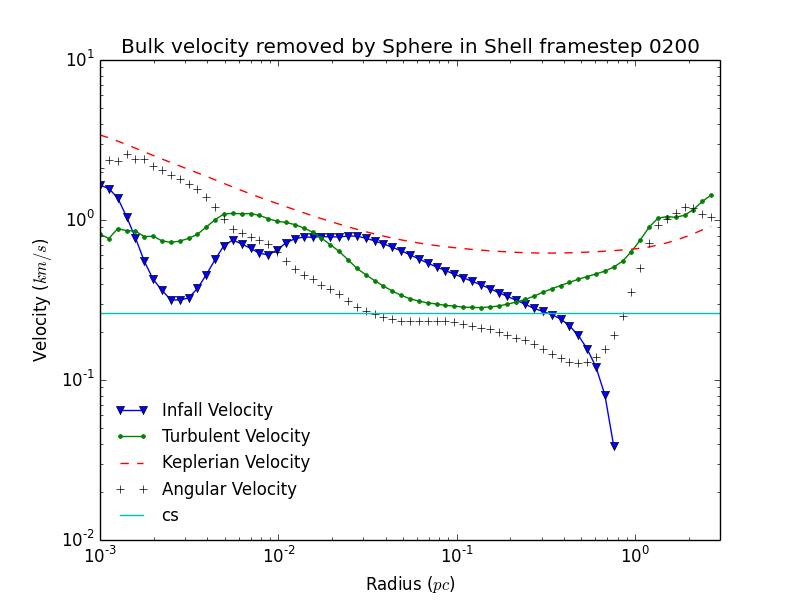 Bulk velocity removed by Sphere in Shell framestep 0200
10^1
10^0
10^-1
10^-2
Velocity (km/s)
Infall Velocity
Turbulent Velocity
Keplerian Velocity
Angular Velocity
cs
10^-3
10^-2
10^-1
10^0
Radius (pc)